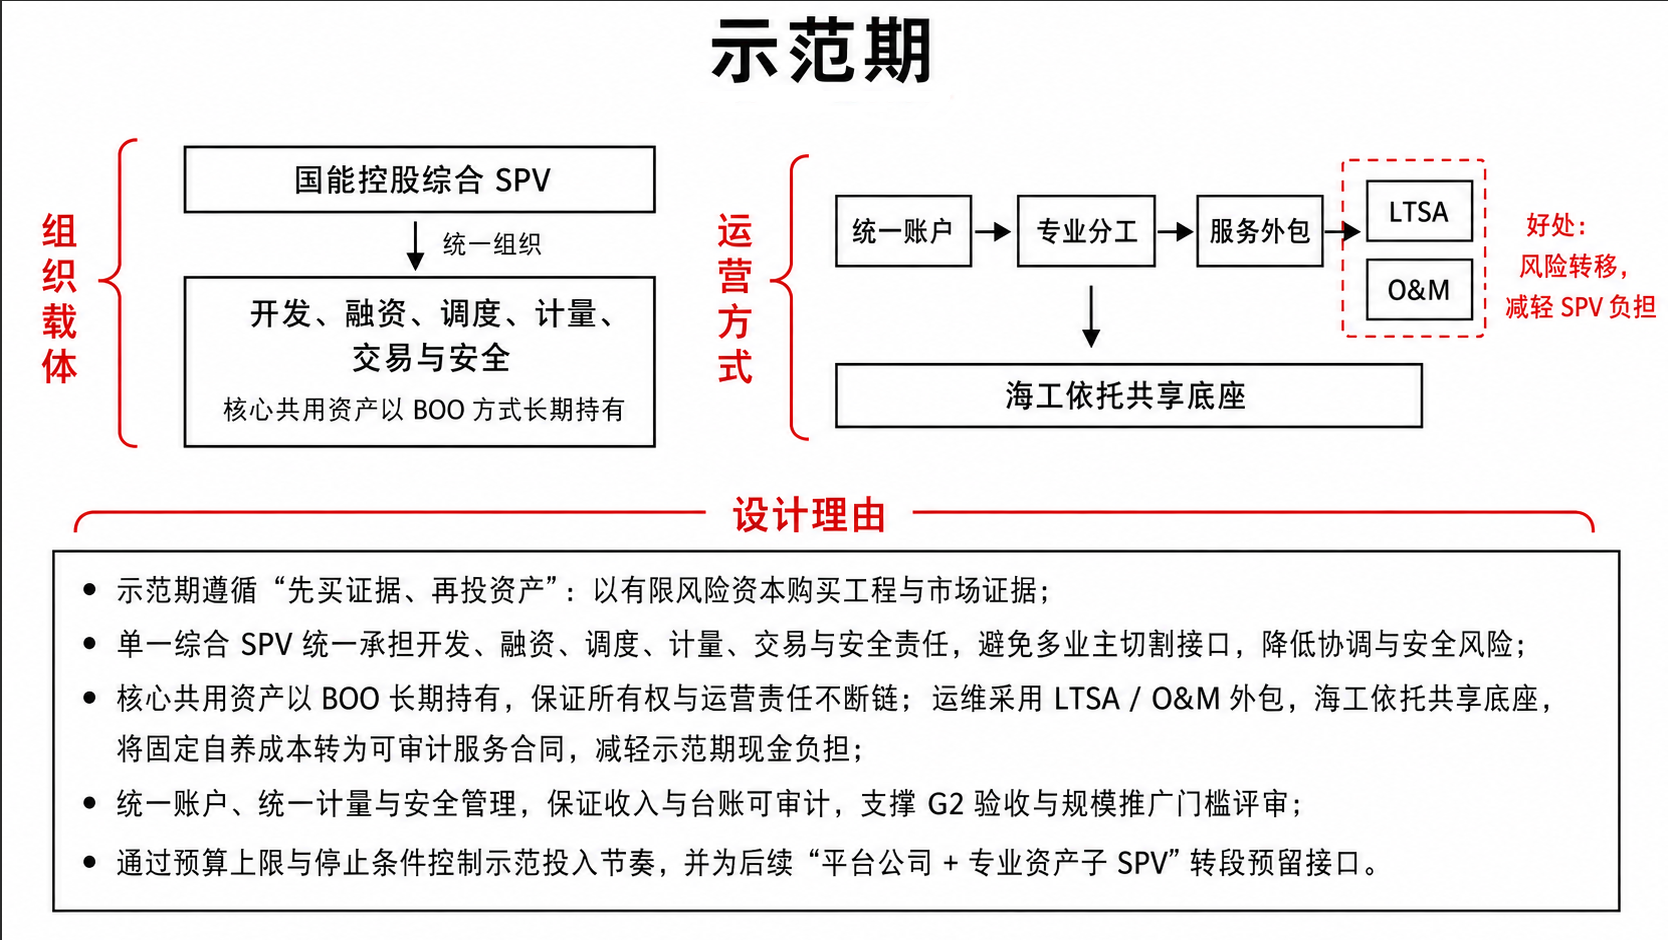 示范期
组织载体
国能控股综合 SPV
统一组织
开发、融资、调度、计量、
交易与安全
核心共用资产以 BOO 方式长期持有
运营方式
统一账户
专业分工
服务外包
LTSA
O&M
好处：
风险转移，
减轻 SPV 负担
海工依托共享底座
设计理由
● 示范期遵循“先买证据、再投资产”：以有限风险资本购买工程与市场证据；
● 单一综合 SPV 统一承担开发、融资、调度、计量、交易与安全责任，避免多业主切割接口，降低协调与安全风险；
● 核心共用资产以 BOO 长期持有，保证所有权与运营责任不断链；运维采用 LTSA / O&M 外包，海工依托共享底座，
将固定自养成本转为可审计服务合同，减轻示范期现金负担；
● 统一账户、统一计量与安全管理，保证收入与台账可审计，支撑 G2 验收与规模推广门槛评审；
● 通过预算上限与停止条件控制示范投入节奏，并为后续“平台公司 + 专业资产子 SPV”转段预留接口。